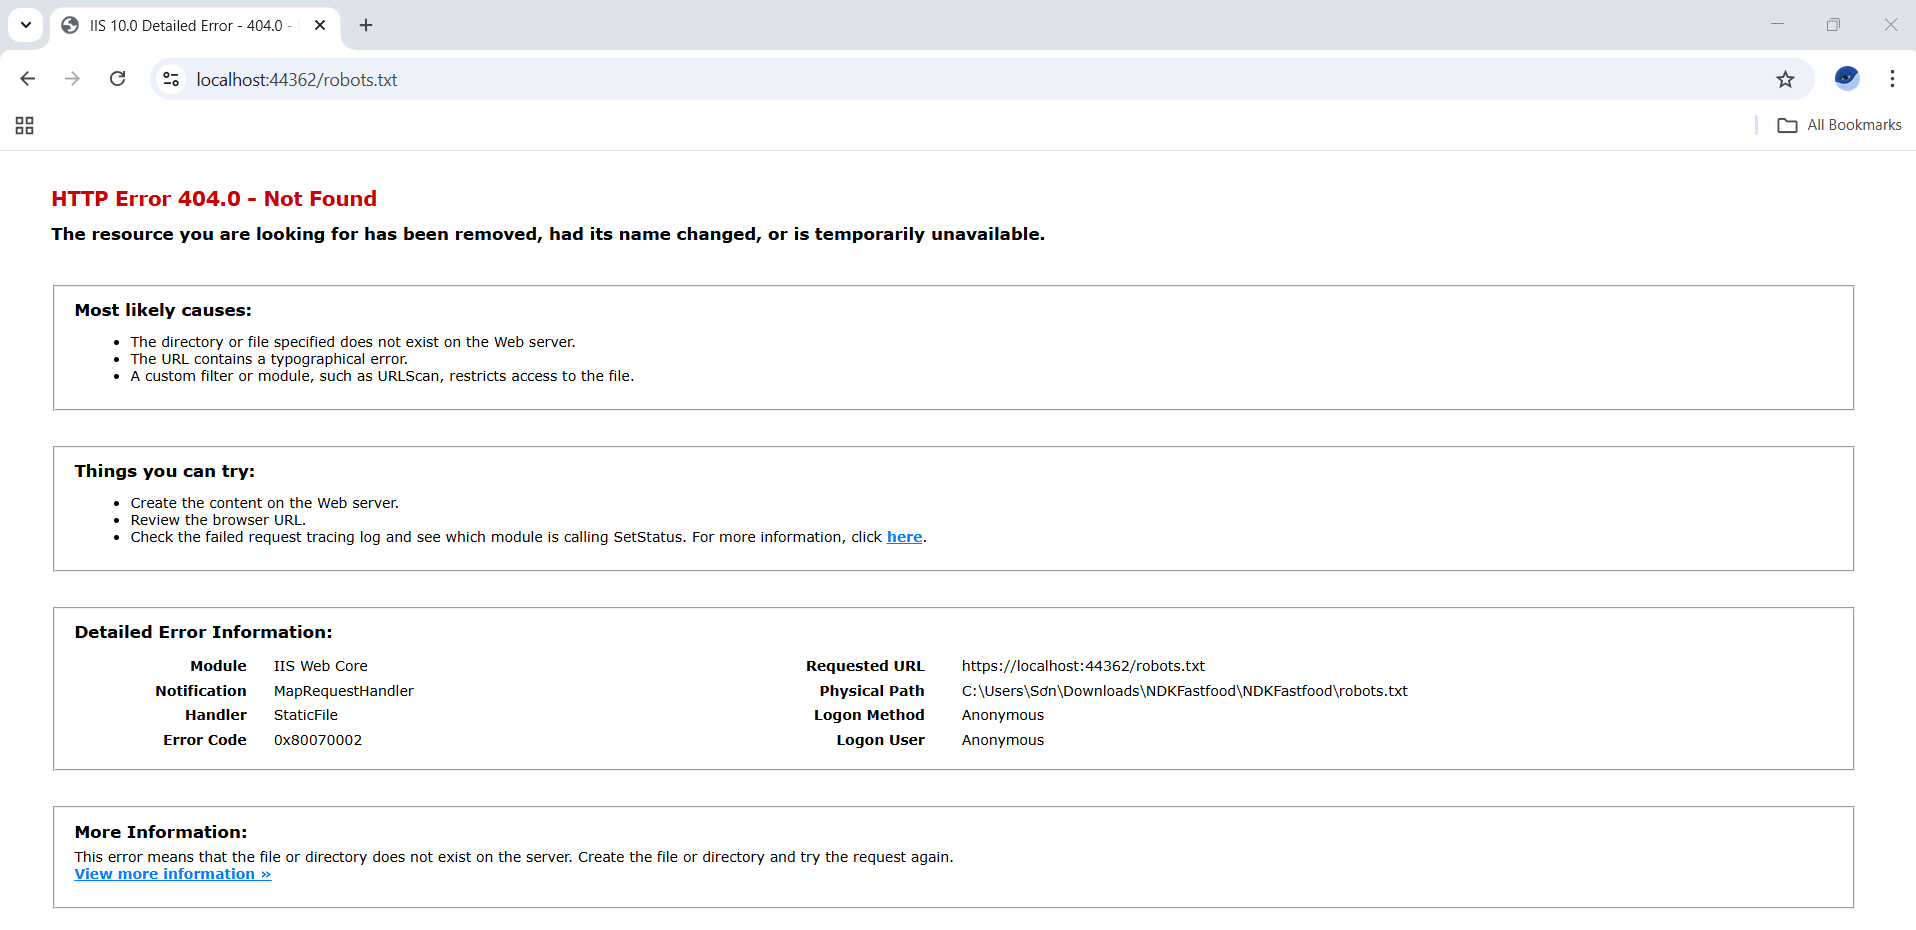 IIS 10.0 Detailed Error - 404.0 -
localhost:44362/robots.txt
All Bookmarks
HTTP Error 404.0 - Not Found
The resource you are looking for has been removed, had its name changed, or is temporarily unavailable.
Most likely causes:
• The directory or file specified does not exist on the Web server.
• The URL contains a typographical error.
• A custom filter or module, such as URLScan, restricts access to the file.
Things you can try:
• Create the content on the Web server.
• Review the browser URL.
• Check the failed request tracing log and see which module is calling SetStatus. For more information, click here.
Detailed Error Information:
Module IIS Web Core Requested URL https://localhost:44362/robots.txt
Notification MapRequestHandler Physical Path C:\Users\Sơn\Downloads\NDKFastfood\NDKFastfood\robots.txt
Handler StaticFile Logon Method Anonymous
Error Code 0x80070002 Logon User Anonymous
More Information:
This error means that the file or directory does not exist on the server. Create the file or directory and try the request again.
View more information »